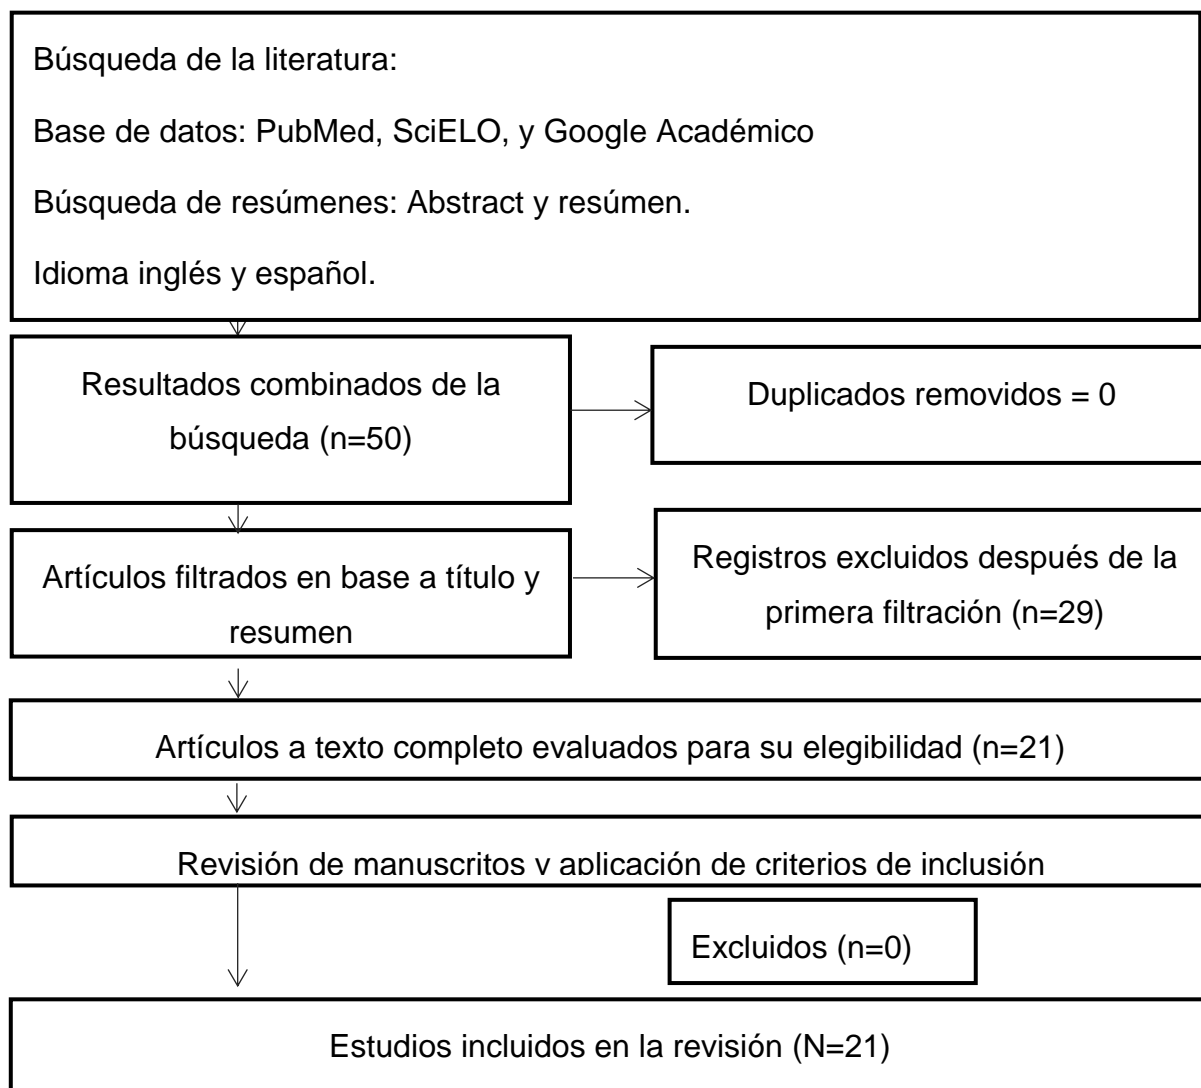 Búsqueda de la literatura:
Base de datos: PubMed, SciELO, y Google Académico
Búsqueda de resúmenes: Abstract y resúmen.
Idioma inglés y español.
Resultados combinados de la
búsqueda (n=50)
Duplicados removidos = 0
Artículos filtrados en base a título y
resumen
Registros excluidos después de la
primera filtración (n=29)
Artículos a texto completo evaluados para su elegibilidad (n=21)
Revisión de manuscritos y aplicación de criterios de inclusión
Excluidos (n=0)
Estudios incluidos en la revisión (N=21)